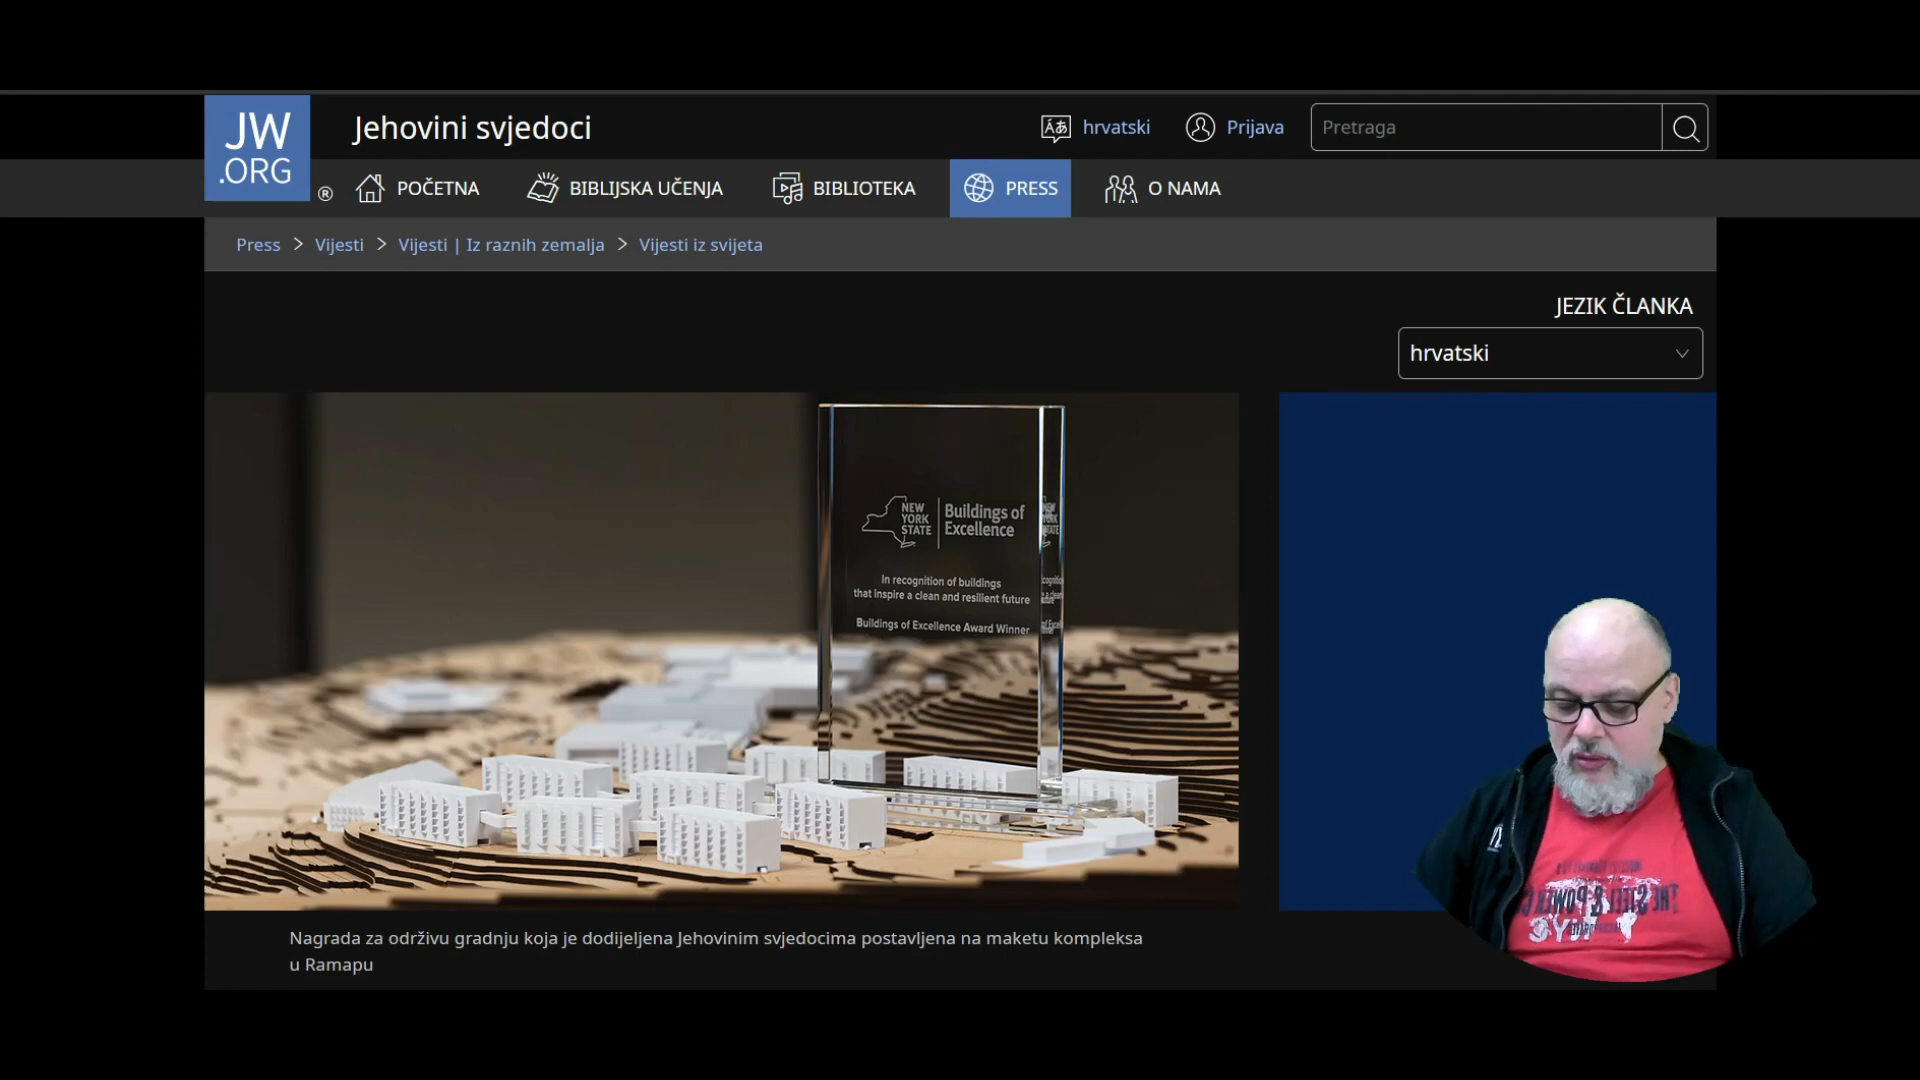 JW
.ORG
®
Jehovini svjedoci
hrvatski
Prijava
Pretraga
POČETNA
BIBLIJSKA UČENJA
BIBLIOTEKA
PRESS
O NAMA
Press > Vijesti > Vijesti | Iz raznih zemalja > Vijesti iz svijeta
JEZIK ČLANKA
hrvatski
NEW
YORK
STATE
Buildings of
Excellence
In recognition of buildings
that inspire a clean and resilient future
Buildings of Excellence Award Winner
THE STEEL & POWER
Nagrada za održivu gradnju koja je dodijeljena Jehovinim svjedocima postavljena na maketu kompleksa
u Ramapu